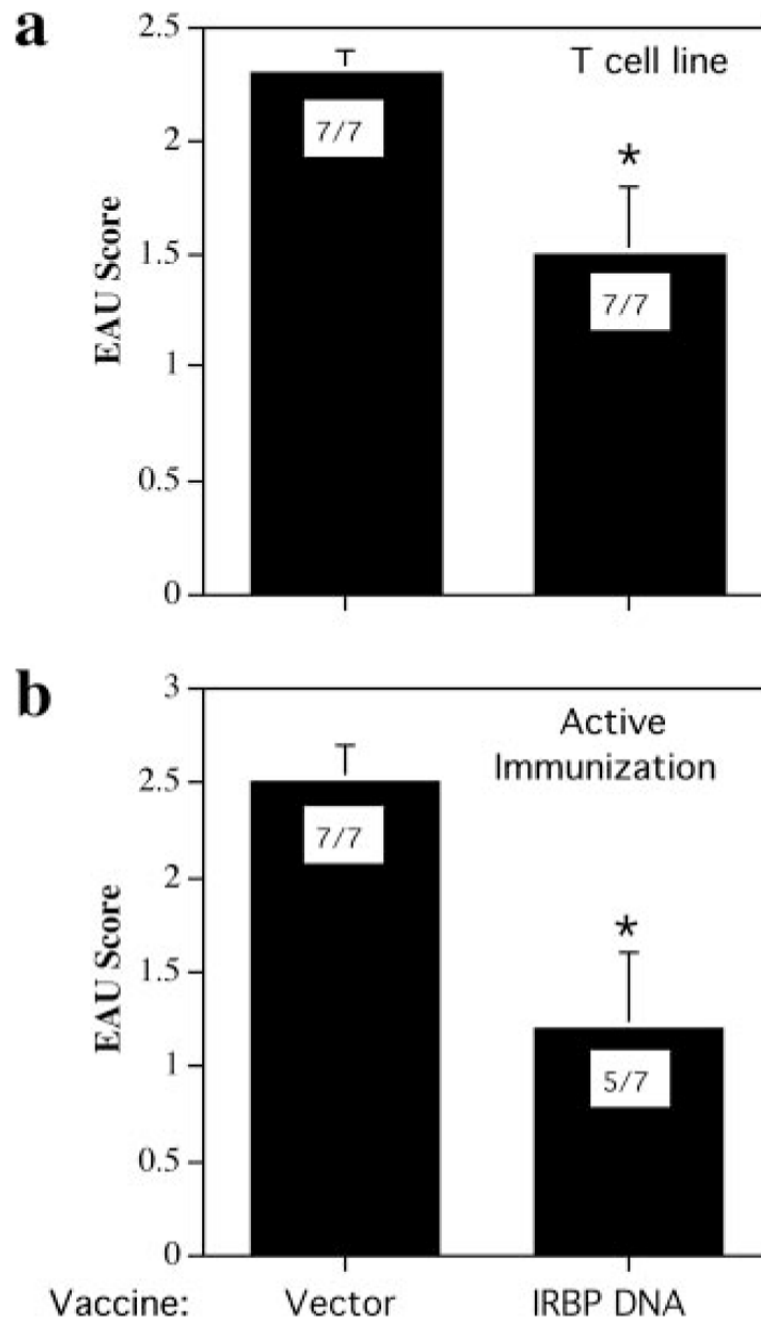 a
T cell line
EAU Score
2.5
2
1.5
1
0.5
0
7/7
*
7/7
b
Active
Immunization
EAU Score
3
2.5
2
1.5
1
0.5
0
7/7
*
5/7
Vaccine: Vector IRBP DNA